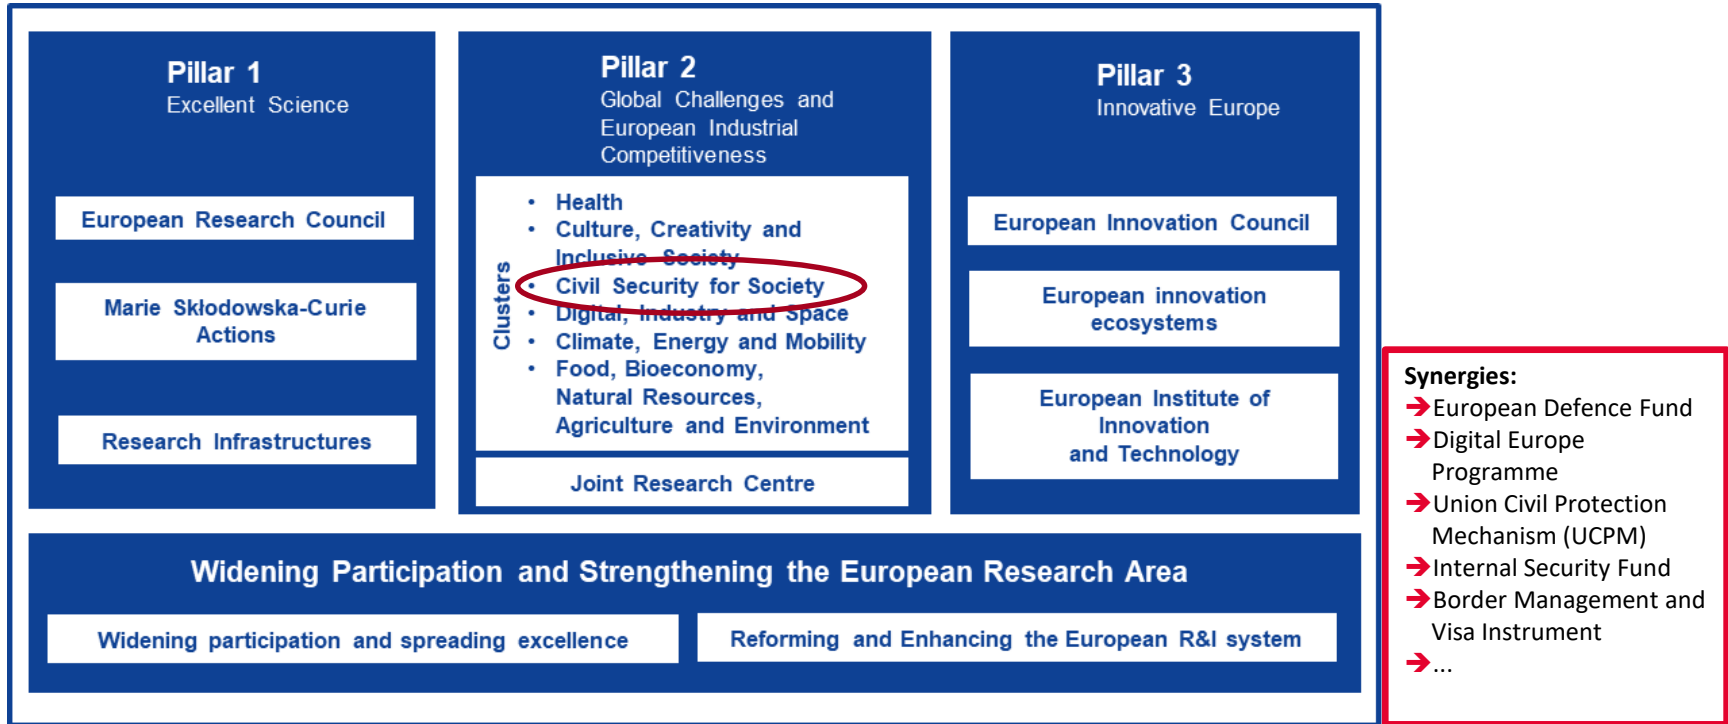 Pillar 1
Excellent Science
European Research Council
Marie Skłodowska-Curie
Actions
Research Infrastructures
Pillar 2
Global Challenges and
European Industrial
Competitiveness
Clusters
• Health
• Culture, Creativity and
Inclusive Society
• Civil Security for Society
• Digital, Industry and Space
• Climate, Energy and Mobility
• Food, Bioeconomy,
Natural Resources,
Agriculture and Environment
Joint Research Centre
Pillar 3
Innovative Europe
European Innovation Council
European innovation
ecosystems
European Institute of
Innovation
and Technology
Widening Participation and Strengthening the European Research Area
Widening participation and spreading excellence
Reforming and Enhancing the European R&I system
Synergies:
➔European Defence Fund
➔Digital Europe
Programme
➔Union Civil Protection
Mechanism (UCPM)
➔Internal Security Fund
➔Border Management and
Visa Instrument
➔...